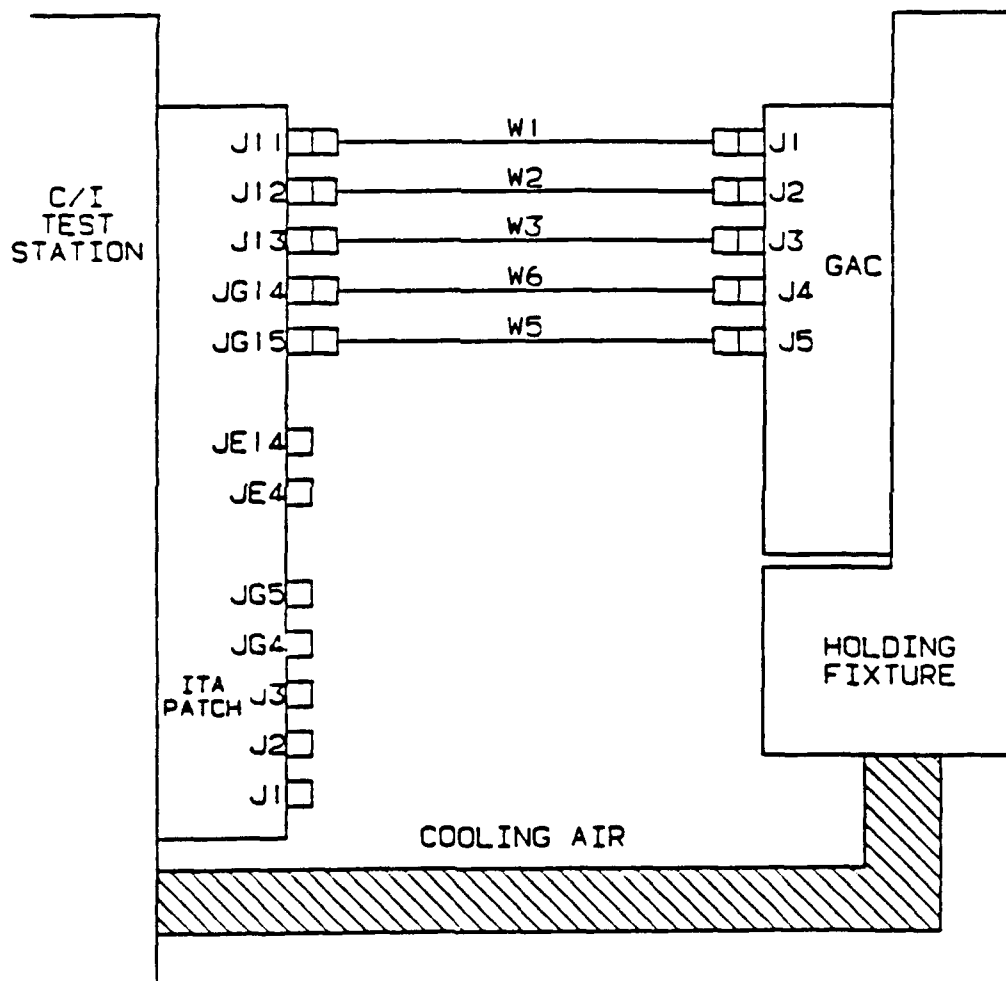 C/I
TEST
STATION
J11
W1
J1
J12
W2
J2
J13
W3
J3
GAC
JG14
W6
J4
JG15
W5
J5
JE14
JE4
JG5
JG4
J3
J2
J1
ITA
PATCH
HOLDING
FIXTURE
COOLING AIR